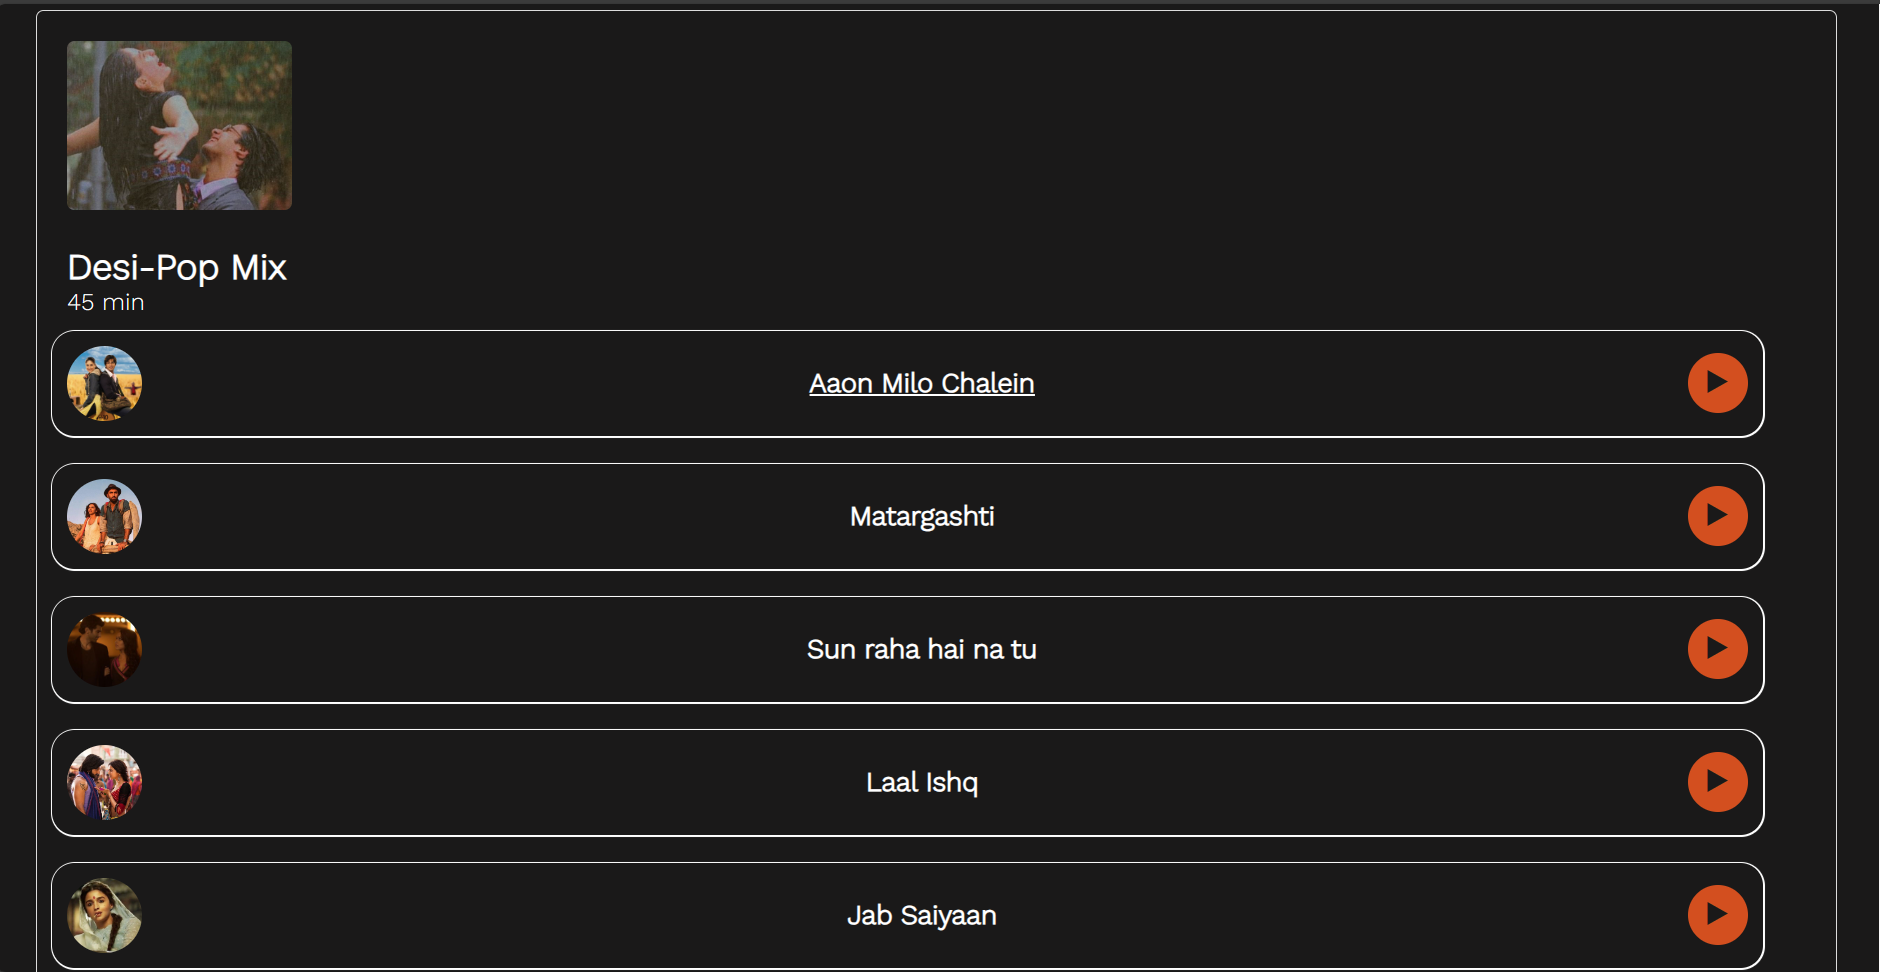 Desi-Pop Mix
45 min
Aaon Milo Chalein
Matargashti
Sun raha hai na tu
Laal Ishq
Jab Saiyaan